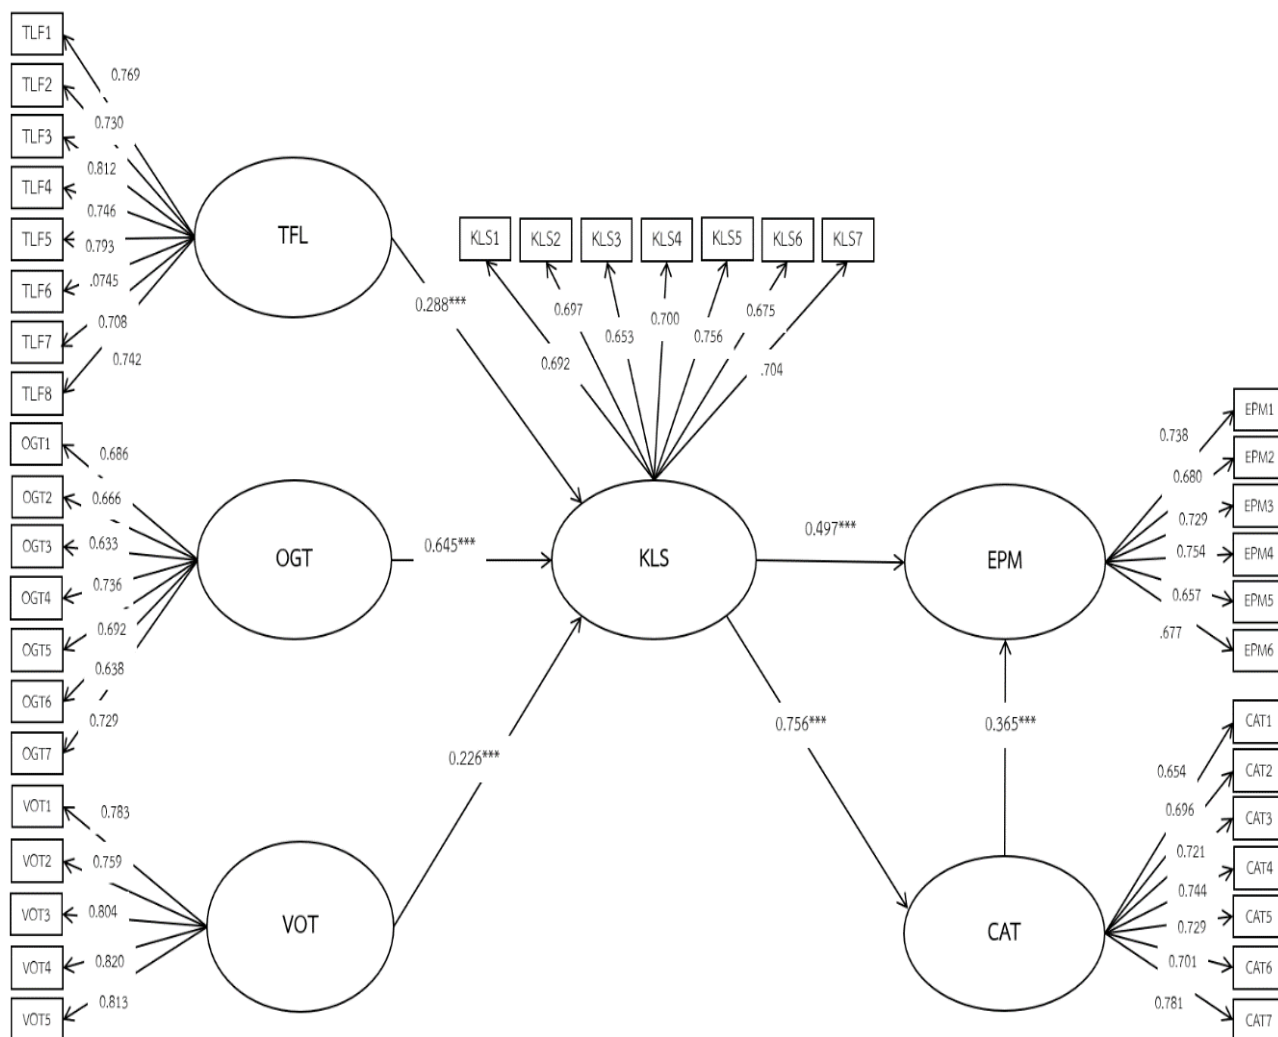 TLF1
TLF2
TLF3
TLF4
TLF5
TLF6
TLF7
TLF8
0.769
0.730
0.812
0.746
0.793
.0745
0.708
0.742
TFL
0.288***
OGT1
OGT2
OGT3
OGT4
OGT5
OGT6
OGT7
0.686
0.666
0.633
0.736
0.692
0.638
0.729
OGT
0.645***
VOT1
VOT2
VOT3
VOT4
VOT5
0.783
0.759
0.804
0.820
0.813
VOT
0.226***
KLS1 KLS2 KLS3 KLS4 KLS5 KLS6 KLS7
0.692
0.697
0.653
0.700
0.756
0.675
.704
KLS
0.497***
0.756***
EPM
0.365***
0.738
0.680
0.729
0.754
0.657
.677
EPM1
EPM2
EPM3
EPM4
EPM5
EPM6
CAT
0.654
0.696
0.721
0.744
0.729
0.701
0.781
CAT1
CAT2
CAT3
CAT4
CAT5
CAT6
CAT7